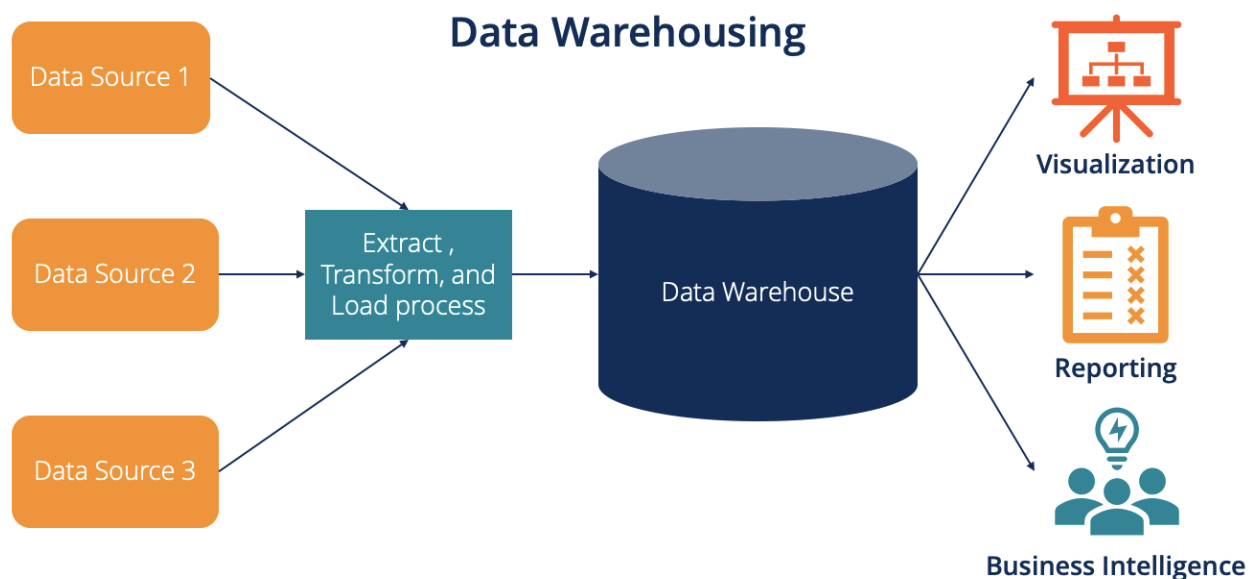 Data Warehousing
Data Source 1
Data Source 2
Data Source 3
Extract ,
Transform, and
Load process
Data Warehouse
Visualization
Reporting
Business Intelligence